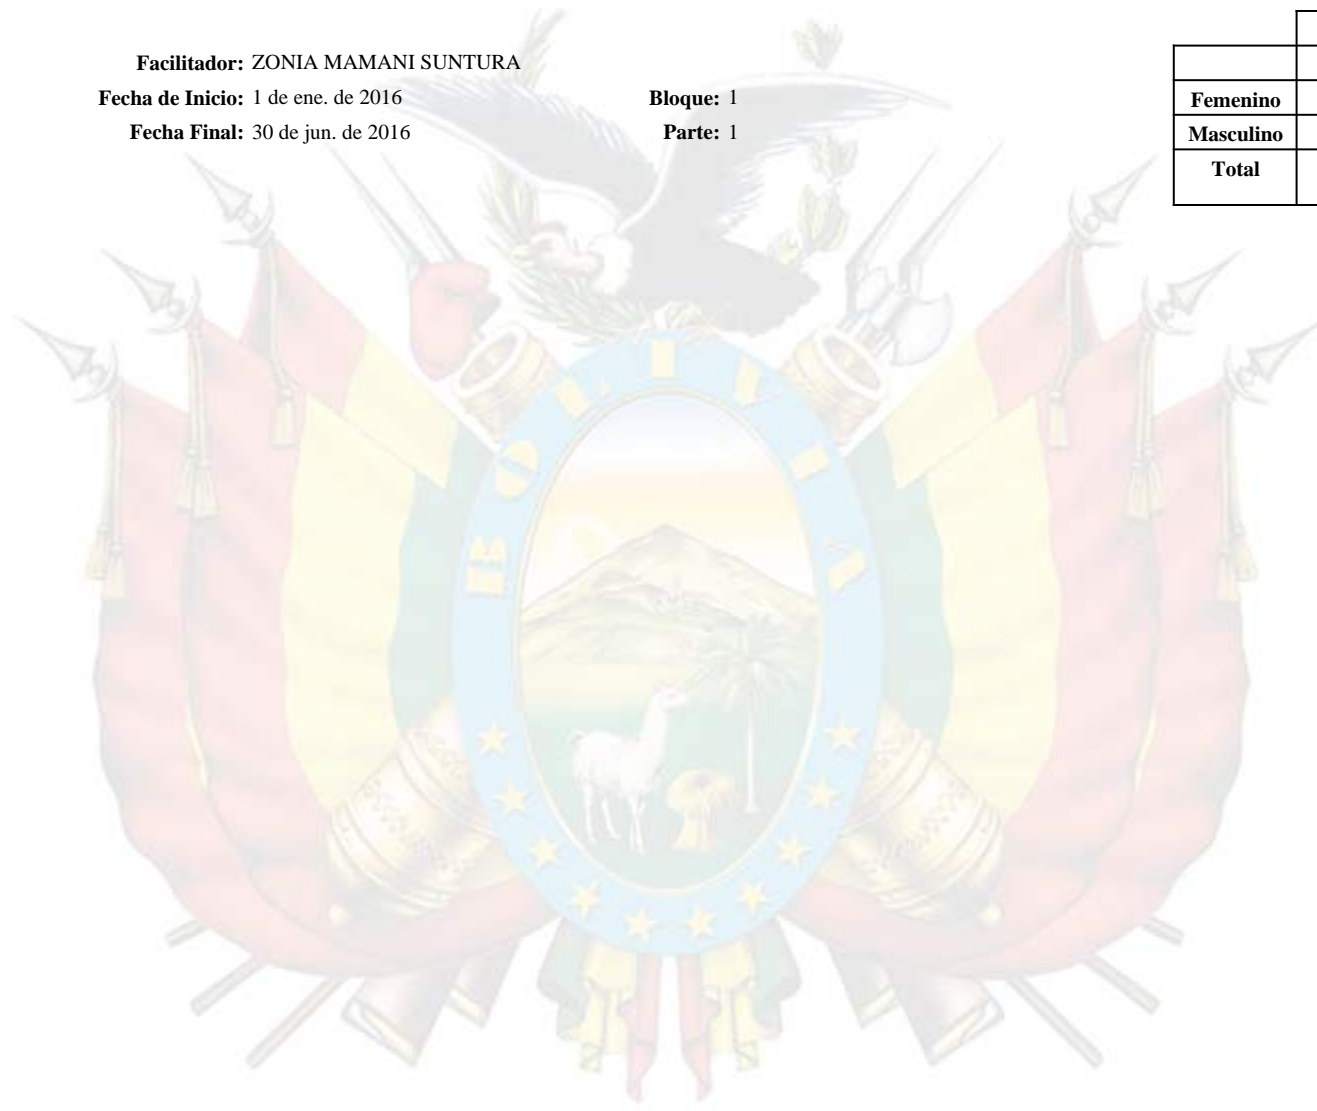 Facilitador: ZONIA MAMANI SUNTURA
Fecha de Inicio: 1 de ene. de 2016 Bloque: 1
Fecha Final: 30 de jun. de 2016 Parte: 1
Femenino
Masculino
Total
BOLIVIA